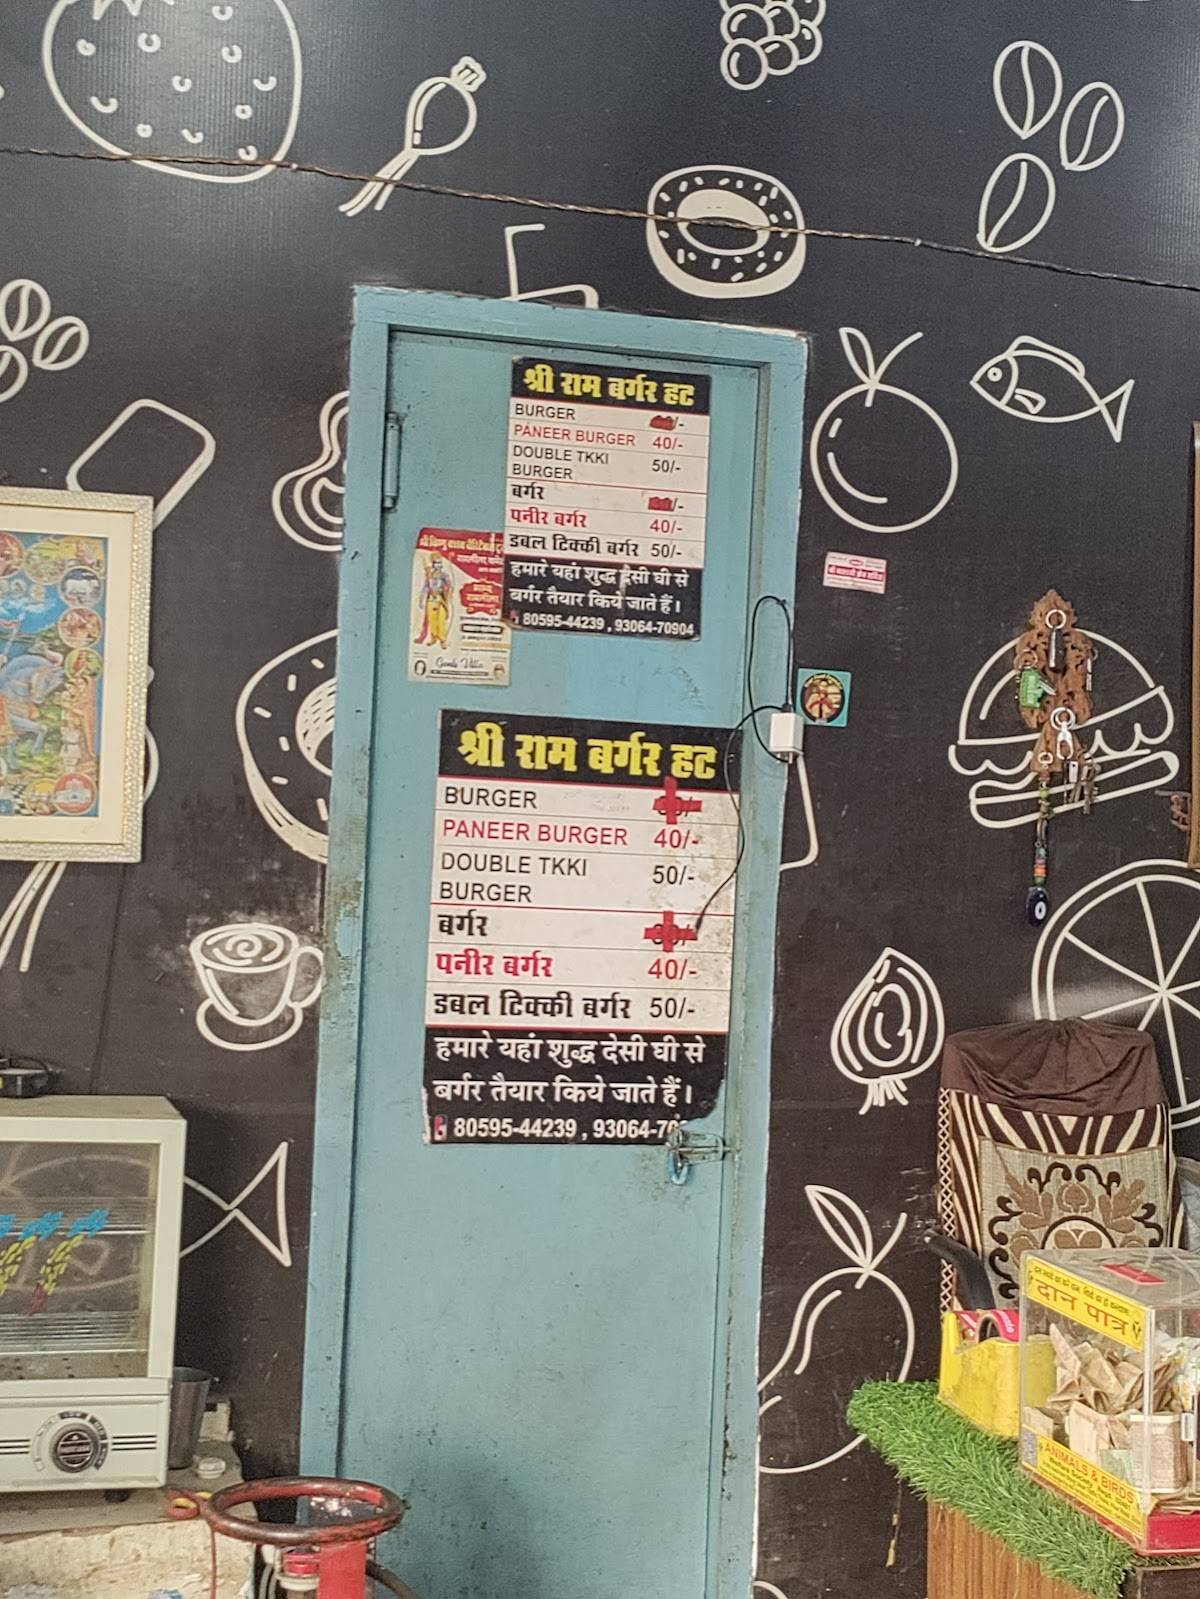 श्री राम बर्गर हट
BURGER /-
PANEER BURGER 40/-
DOUBLE TKKI 50/-
BURGER
बर्गर /-
पनीर बर्गर 40/-
डबल टिक्की बर्गर 50/-
हमारे यहां शुद्ध देसी घी से
बर्गर तैयार किये जाते हैं।
80595-44239 , 93064-70904
Goals Villa
श्री राम बर्गर हट
BURGER
PANEER BURGER 40/-
DOUBLE TKKI 50/-
BURGER
बर्गर
पनीर बर्गर 40/-
डबल टिक्की बर्गर 50/-
हमारे यहां शुद्ध देसी घी से
बर्गर तैयार किये जाते हैं।
80595-44239 , 93064-70
दान पात्र
ANIMALS & BIRDS